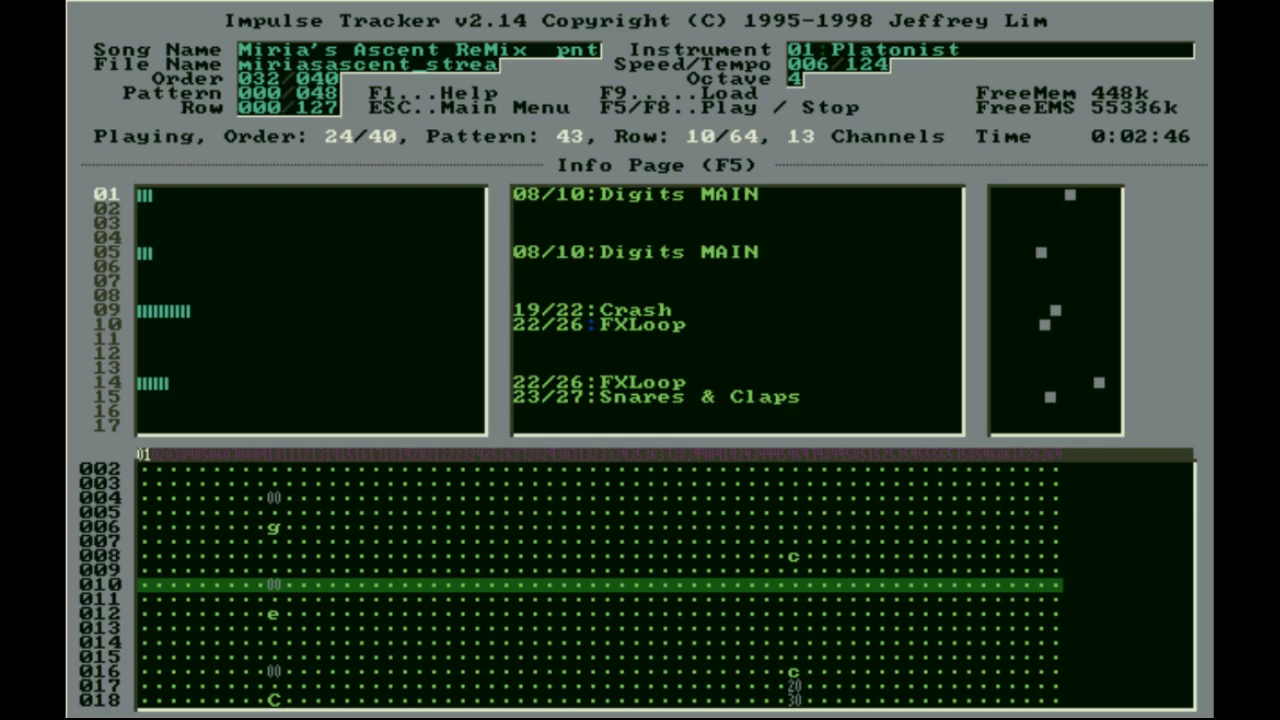 Impulse Tracker v2.14 Copyright (C) 1995-1998 Jeffrey Lim
Song Name Miria's Ascent ReMix pnt Instrument 01:Platonist
File Name miriasascent_strea Speed/Tempo 006/124
Order 032/040 Octave 4
Pattern 000/048 F1...Help F9.....Load FreeMem 448k
Row 000/127 ESC..Main Menu F5/F8..Play / Stop FreeEMS 55336k
Playing, Order: 24/40, Pattern: 43, Row: 10/64, 13 Channels Time 0:02:46
Info Page (F5)
01 08/10:Digits MAIN
02
03
04
05 08/10:Digits MAIN
06
07
08
09 19/22:Crash
10 22/26:FXLoop
11
12
13
14 22/26:FXLoop
15 23/27:Snares & Claps
16
17
01
002
003
004 00
005
006 g
007
008 c
009
010 00
011
012 e
013
014
015
016 00 c
017 20
018 C 30